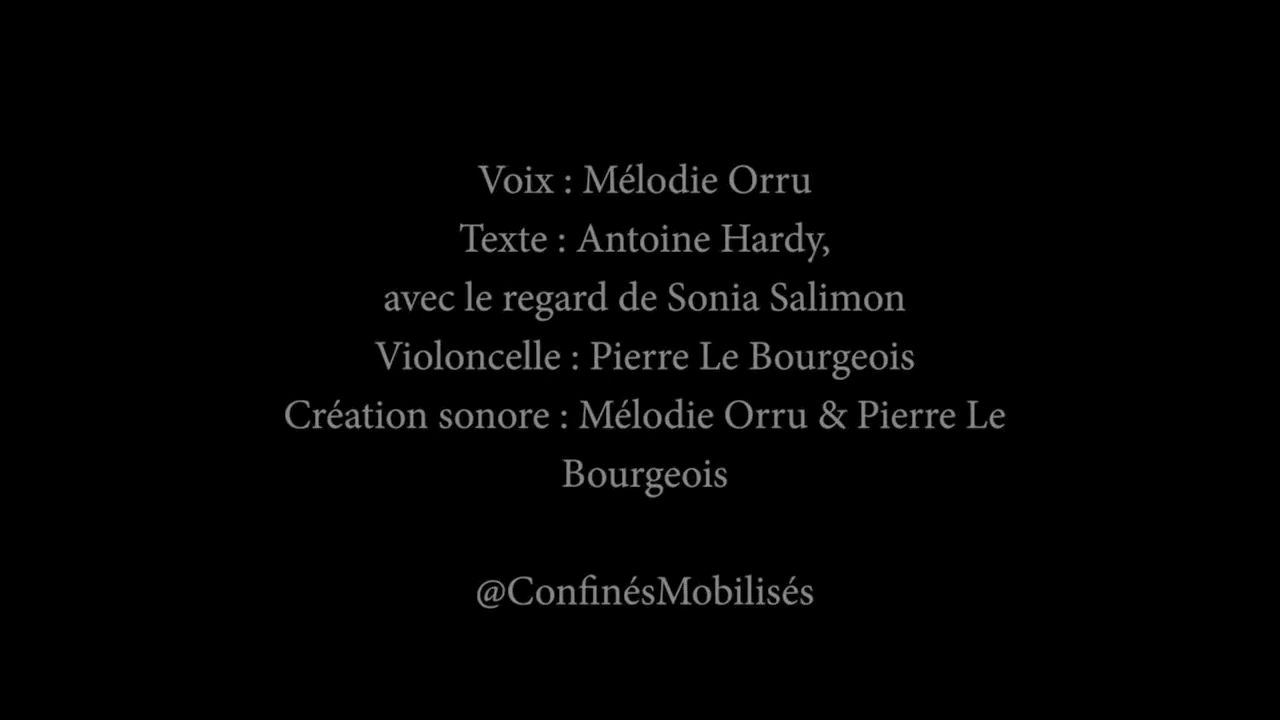 Voix : Mélodie Orru
Texte : Antoine Hardy,
avec le regard de Sonia Salimon
Violoncelle : Pierre Le Bourgeois
Création sonore : Mélodie Orru & Pierre Le
Bourgeois
@ConfinésMobilisés